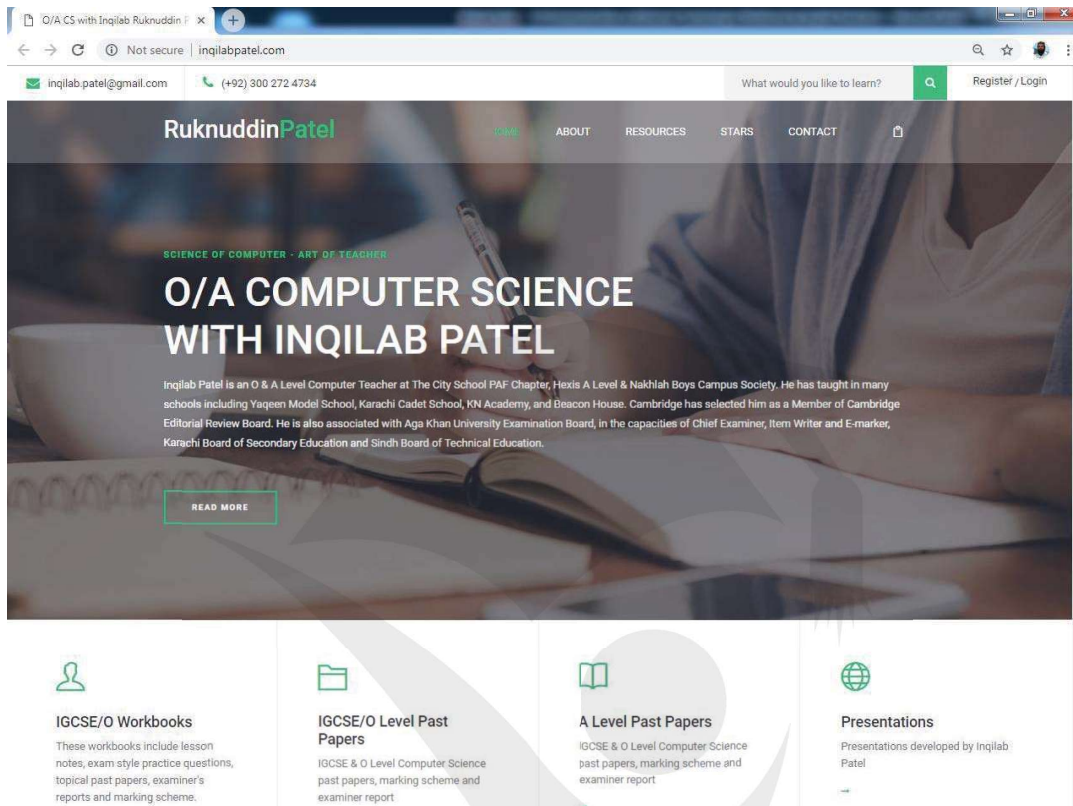 O/A CS with Inqilab Ruknuddin P
Not secure | inqilabpatel.com
inqilab.patel@gmail.com (+92) 300 272 4734 What would you like to learn? Register / Login
RuknuddinPatel HOME ABOUT RESOURCES STARS CONTACT
SCIENCE OF COMPUTER - ART OF TEACHER
O/A COMPUTER SCIENCE
WITH INQILAB PATEL
Inqilab Patel is an O & A Level Computer Teacher at The City School PAF Chapter, Hexis A Level & Nakhlah Boys Campus Society. He has taught in many
schools including Yaqeen Model School, Karachi Cadet School, KN Academy, and Beacon House. Cambridge has selected him as a Member of Cambridge
Editorial Review Board. He is also associated with Aga Khan University Examination Board, in the capacities of Chief Examiner, Item Writer and E-marker,
Karachi Board of Secondary Education and Sindh Board of Technical Education.
READ MORE
IGCSE/O Workbooks
These workbooks include lesson
notes, exam style practice questions,
topical past papers, examiner's
reports and marking scheme.
IGCSE/O Level Past
Papers
IGCSE & O Level Computer Science
past papers, marking scheme and
examiner report
A Level Past Papers
IGCSE & O Level Computer Science
past papers, marking scheme and
examiner report
Presentations
Presentations developed by Inqilab
Patel